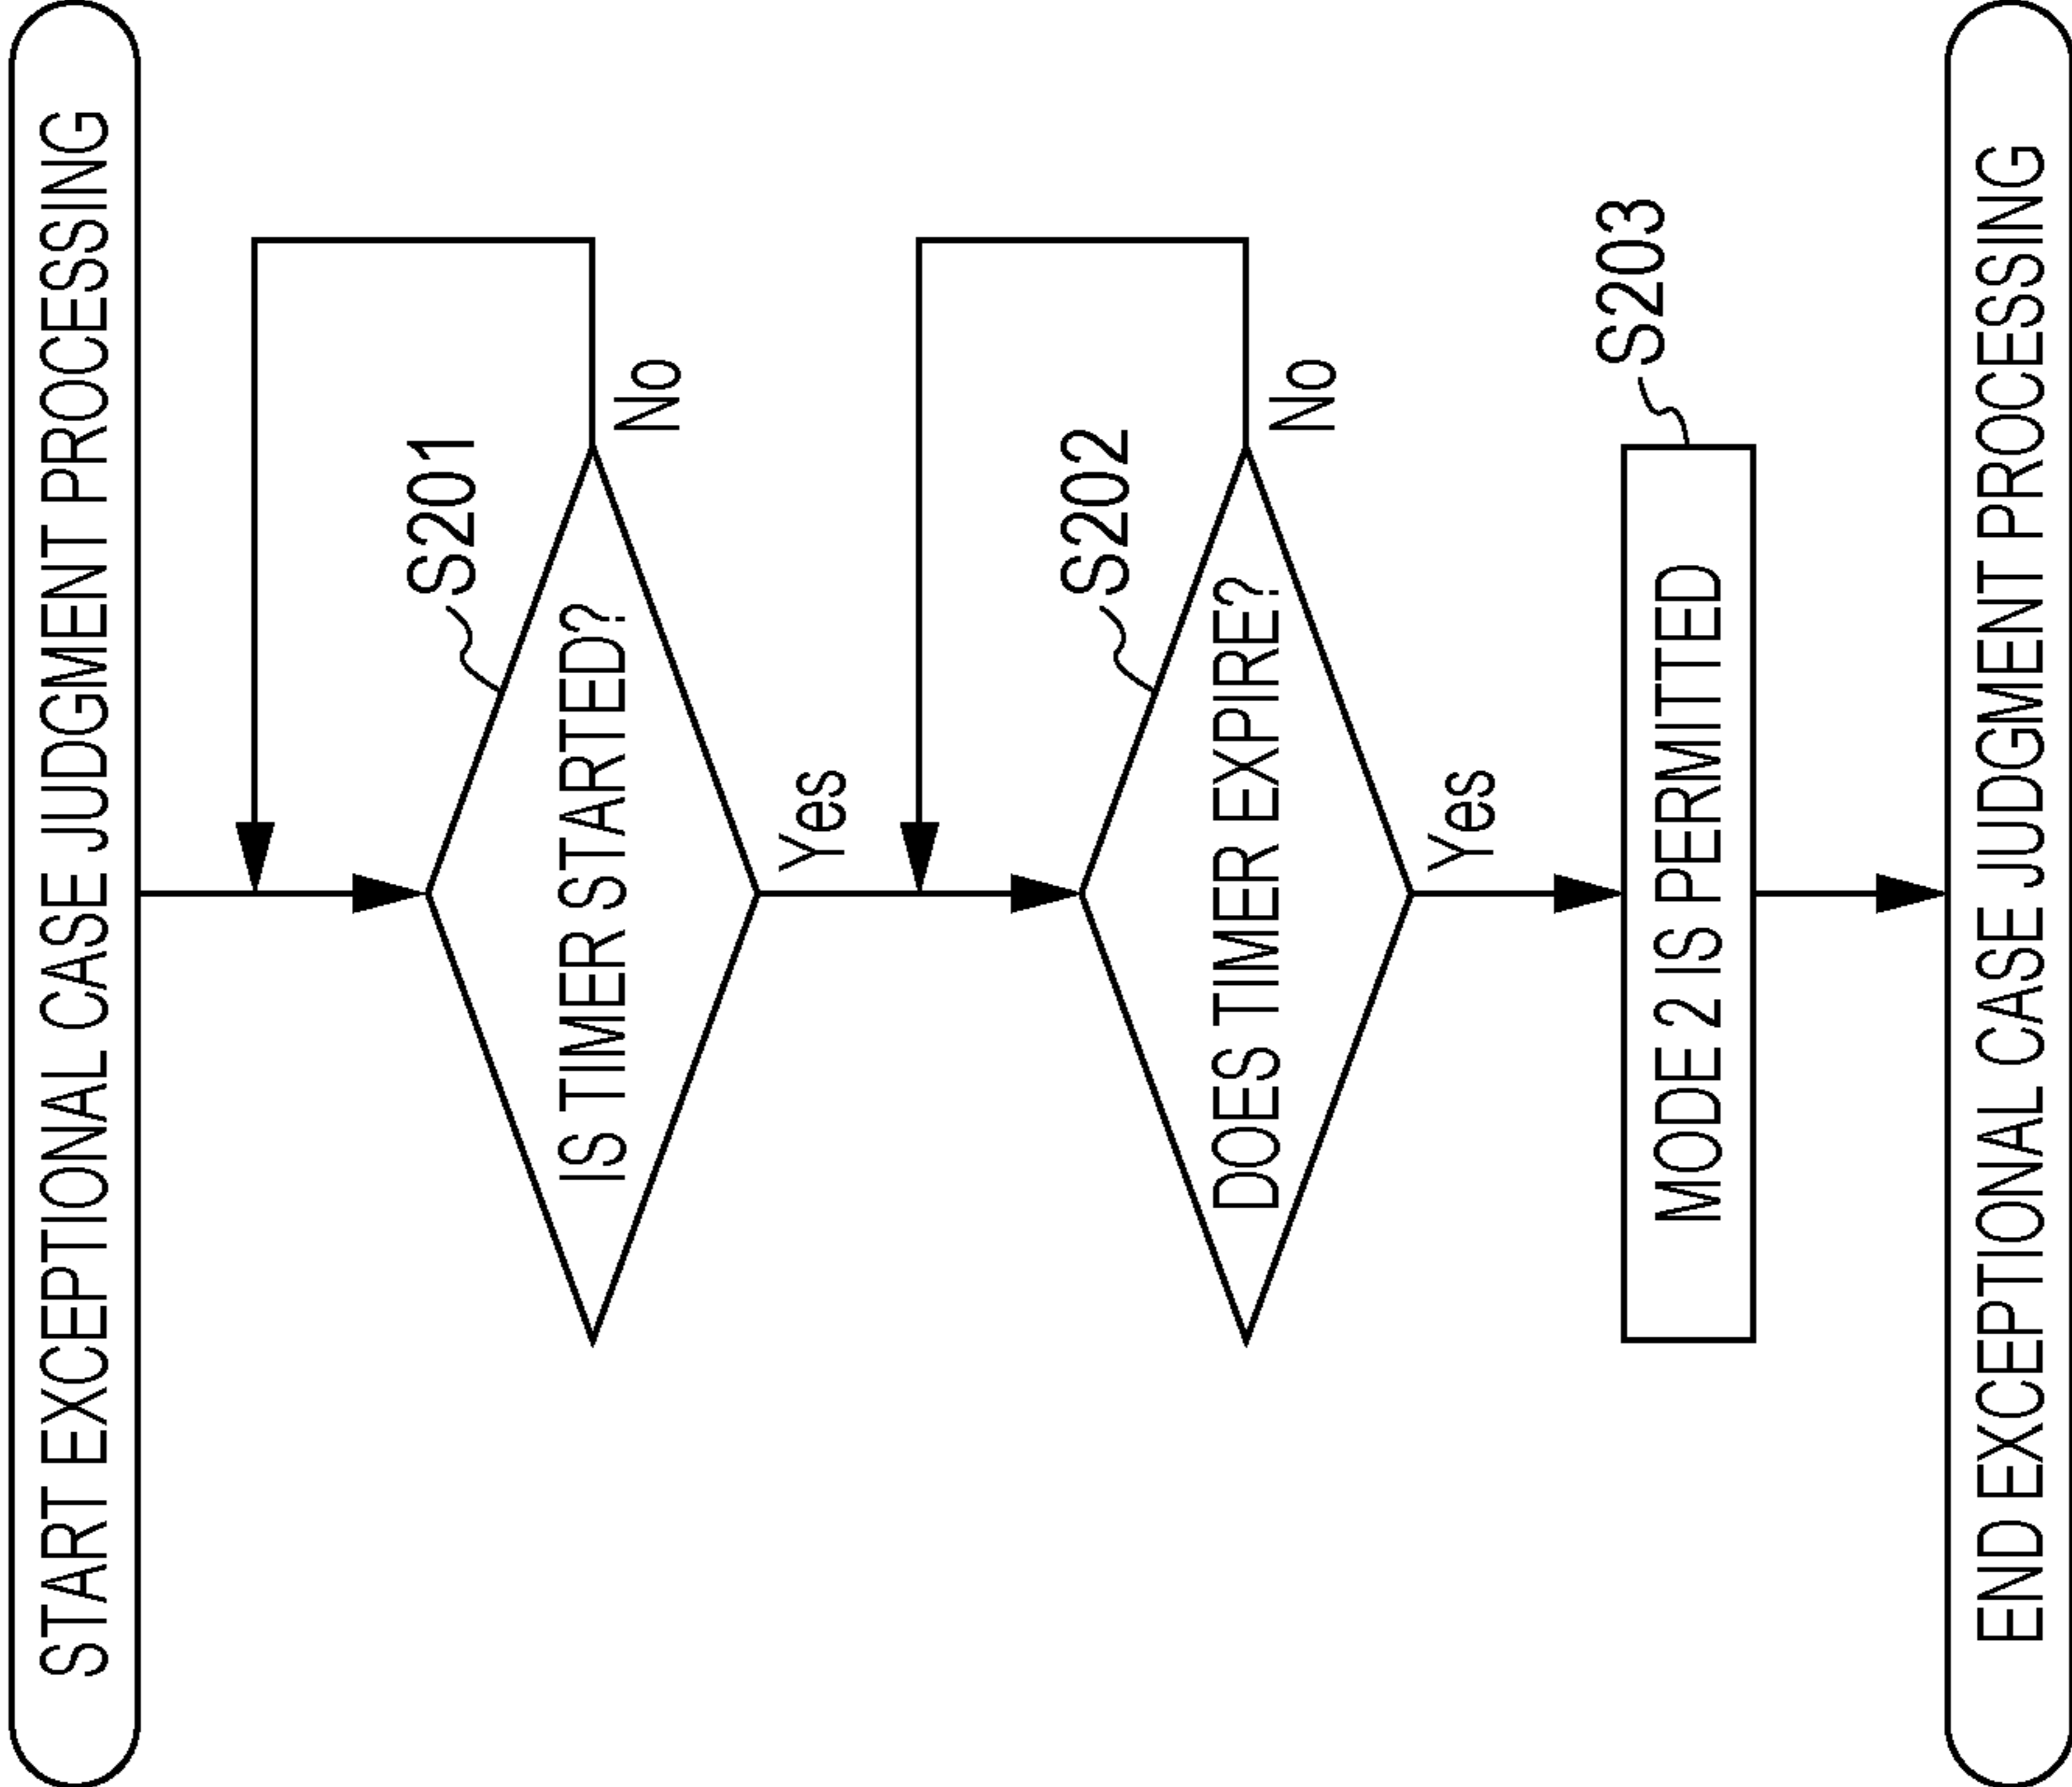 START EXCEPTIONAL CASE JUDGMENT PROCESSING
S201
IS TIMER STARTED?
No
Yes
S202
DOES TIMER EXPIRE?
No
Yes
S203
MODE 2 IS PERMITTED
END EXCEPTIONAL CASE JUDGMENT PROCESSING